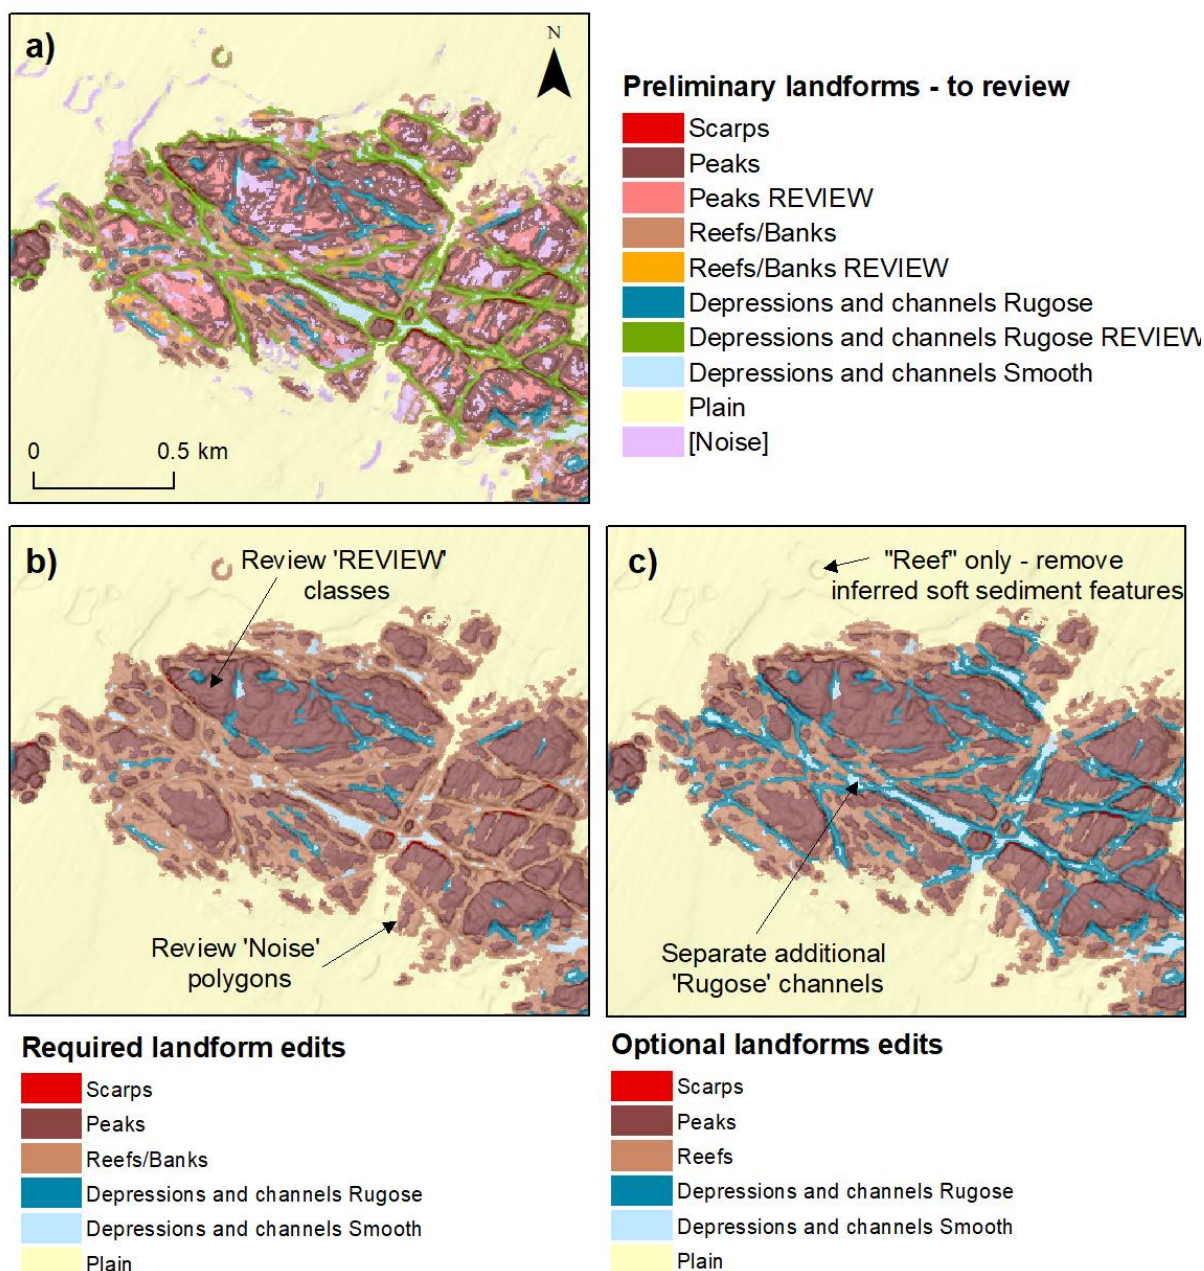 a)
N
0 0.5 km
Preliminary landforms - to review
Scarps
Peaks
Peaks REVIEW
Reefs/Banks
Reefs/Banks REVIEW
Depressions and channels Rugose
Depressions and channels Rugose REVIEW
Depressions and channels Smooth
Plain
[Noise]
b)
Review 'REVIEW'
classes
Review 'Noise'
polygons
c)
"Reef" only - remove
inferred soft sediment features
Separate additional
'Rugose' channels
Required landform edits
Scarps
Peaks
Reefs/Banks
Depressions and channels Rugose
Depressions and channels Smooth
Plain
Optional landforms edits
Scarps
Peaks
Reefs
Depressions and channels Rugose
Depressions and channels Smooth
Plain